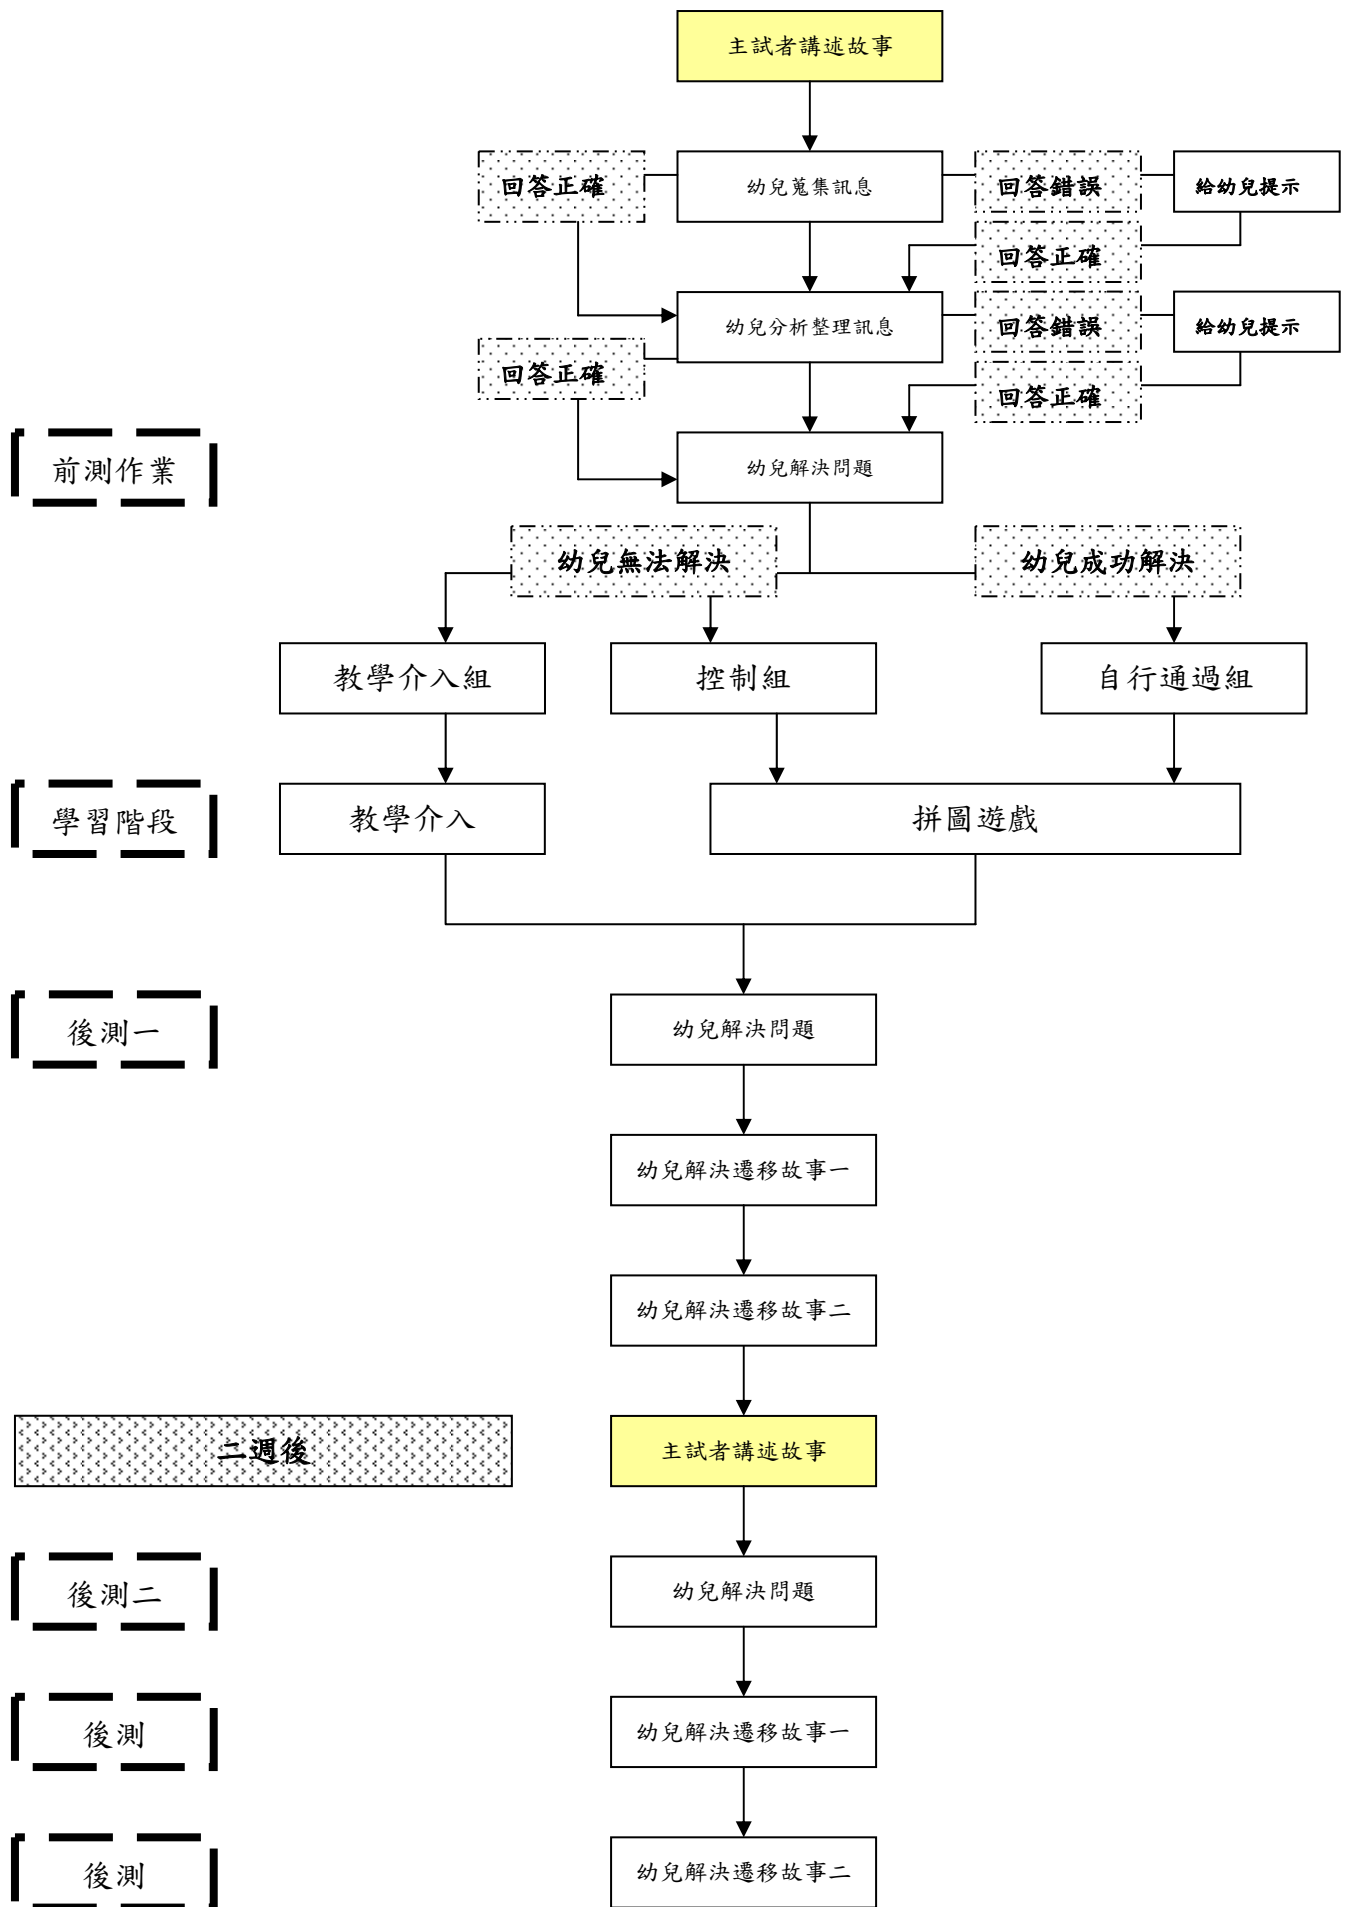 主試者講述故事
回答正確
幼兒蒐集訊息
回答錯誤
給幼兒提示
回答正確
幼兒分析整理訊息
回答錯誤
給幼兒提示
回答正確
回答正確
前測作業
幼兒解決問題
幼兒無法解決
幼兒成功解決
教學介入組
控制組
自行通過組
學習階段
教學介入
拼圖遊戲
後測一
幼兒解決問題
幼兒解決遷移故事一
幼兒解決遷移故事二
二週後
主試者講述故事
後測二
幼兒解決問題
後測
幼兒解決遷移故事一
後測
幼兒解決遷移故事二